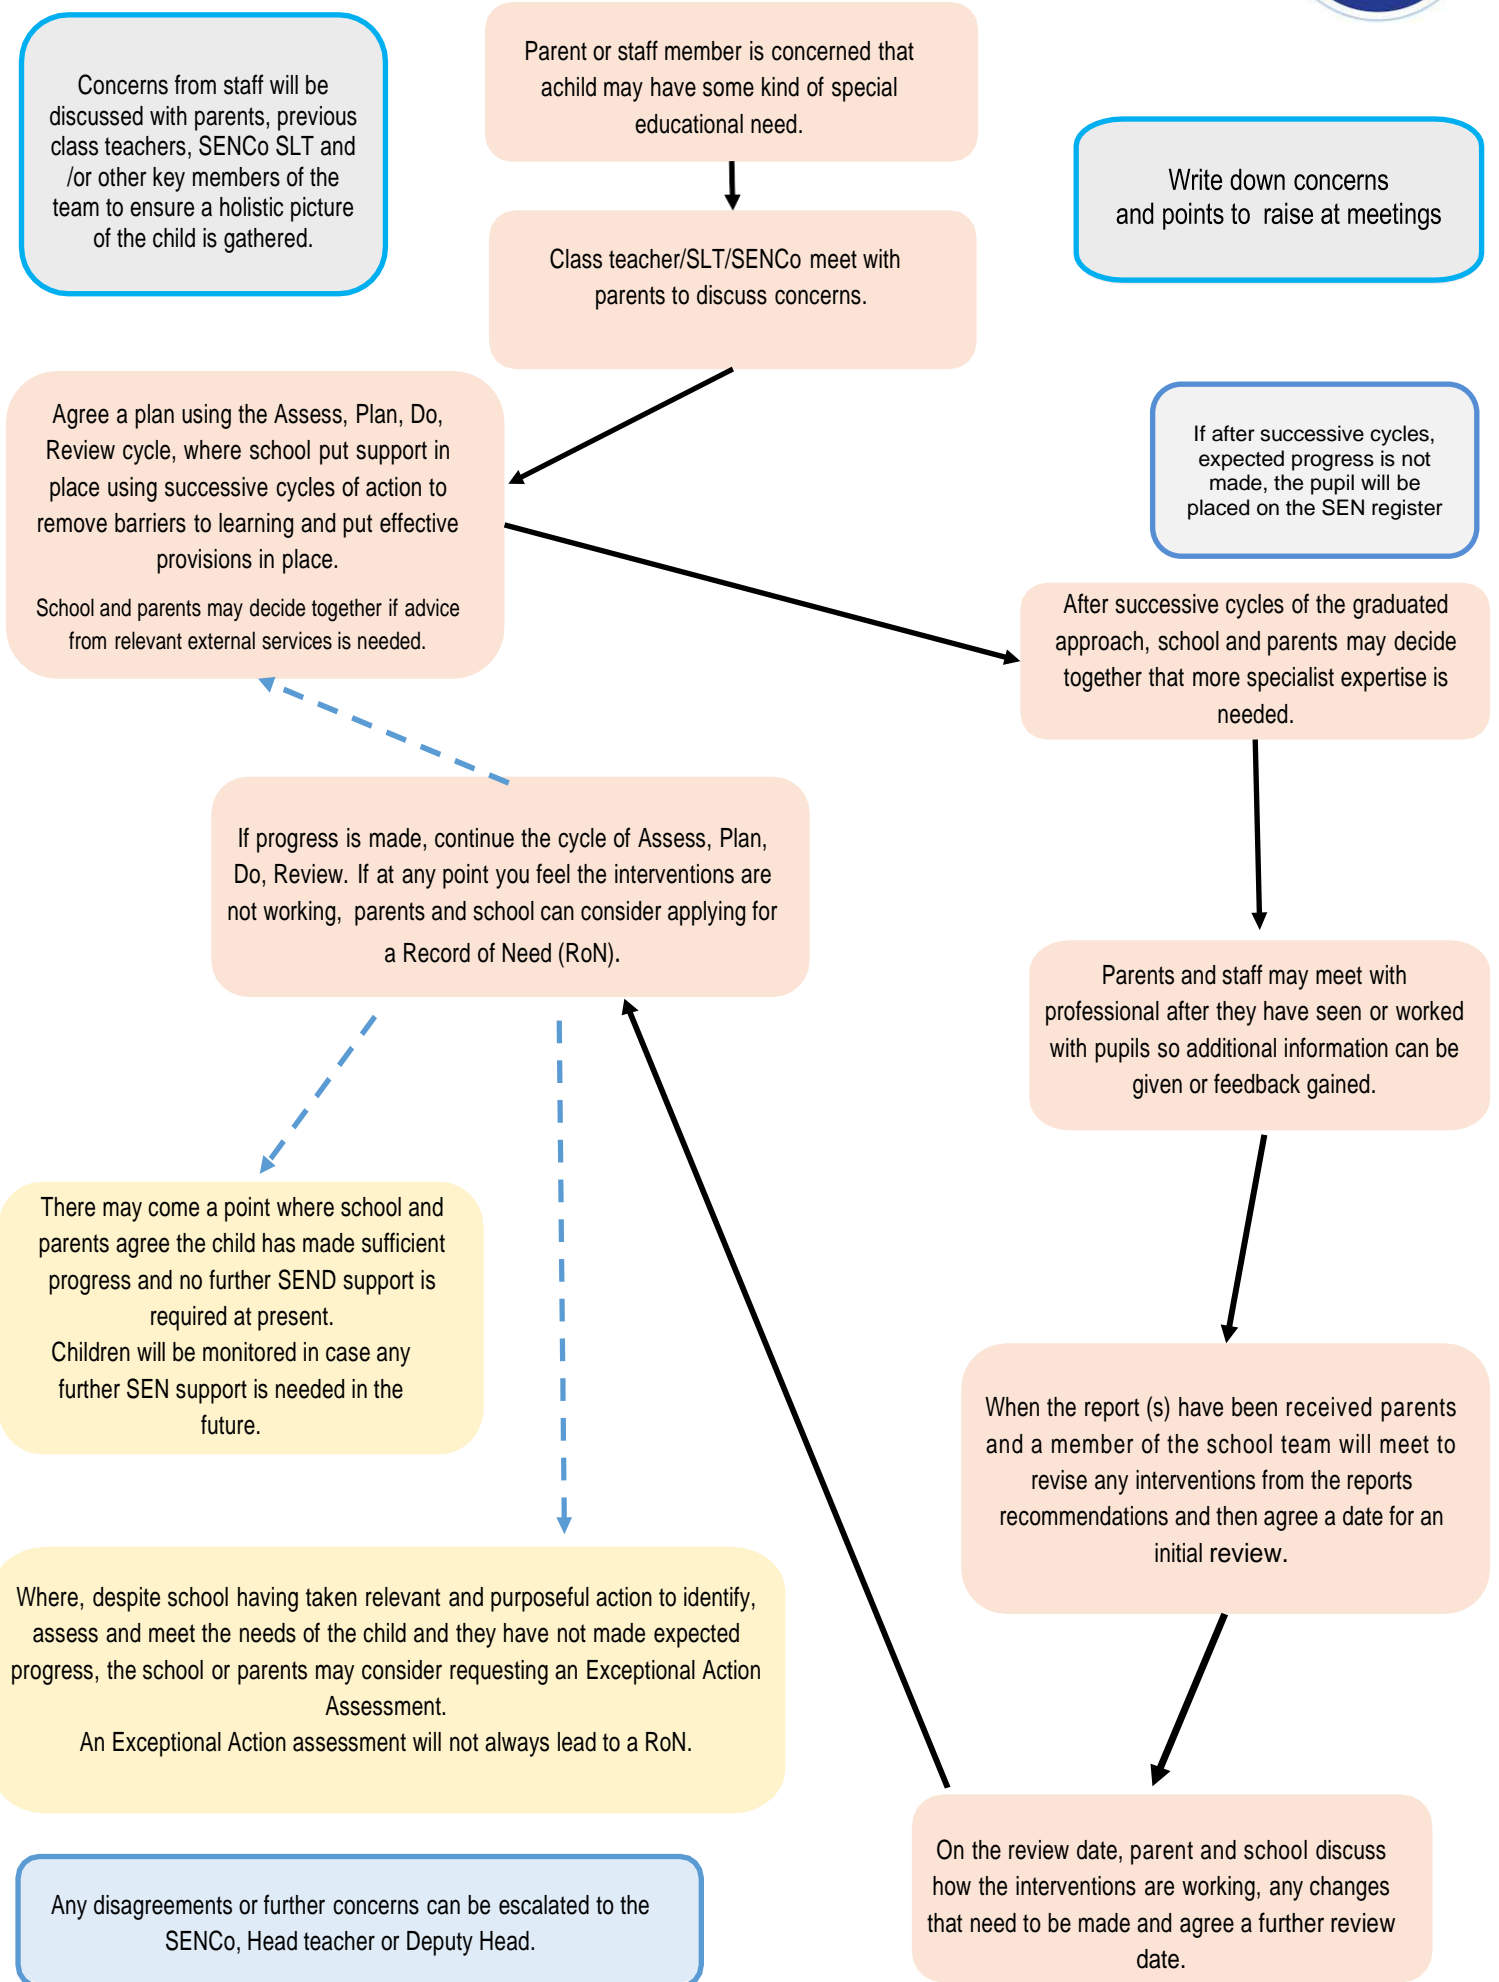 Concerns from staff will be
discussed with parents, previous
class teachers, SENCo SLT and
/or other key members of the
team to ensure a holistic picture
of the child is gathered.
Parent or staff member is concerned that
achild may have some kind of special
educational need.
Write down concerns
and points to raise at meetings
Class teacher/SLT/SENCo meet with
parents to discuss concerns.
Agree a plan using the Assess, Plan, Do,
Review cycle, where school put support in
place using successive cycles of action to
remove barriers to learning and put effective
provisions in place.
School and parents may decide together if advice
from relevant external services is needed.
If after successive cycles,
expected progress is not
made, the pupil will be
placed on the SEN register
After successive cycles of the graduated
approach, school and parents may decide
together that more specialist expertise is
needed.
If progress is made, continue the cycle of Assess, Plan,
Do, Review. If at any point you feel the interventions are
not working, parents and school can consider applying for
a Record of Need (RoN).
Parents and staff may meet with
professional after they have seen or worked
with pupils so additional information can be
given or feedback gained.
There may come a point where school and
parents agree the child has made sufficient
progress and no further SEND support is
required at present.
Children will be monitored in case any
further SEN support is needed in the
future.
When the report (s) have been received parents
and a member of the school team will meet to
revise any interventions from the reports
recommendations and then agree a date for an
initial review.
Where, despite school having taken relevant and purposeful action to identify,
assess and meet the needs of the child and they have not made expected
progress, the school or parents may consider requesting an Exceptional Action
Assessment.
An Exceptional Action assessment will not always lead to a RoN.
On the review date, parent and school discuss
how the interventions are working, any changes
that need to be made and agree a further review
date.
Any disagreements or further concerns can be escalated to the
SENCo, Head teacher or Deputy Head.